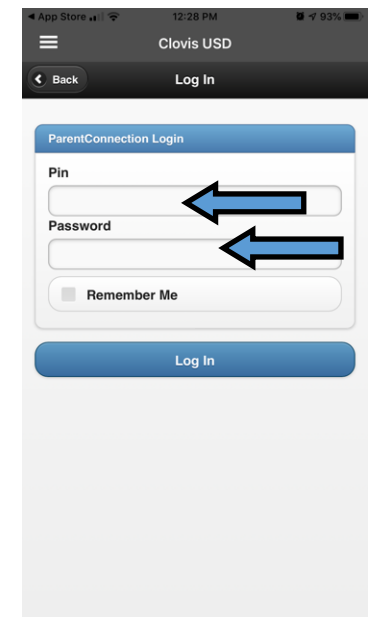 App Store 12:28 PM 93%
Clovis USD
Back Log In
ParentConnection Login
Pin
Password
Remember Me
Log In